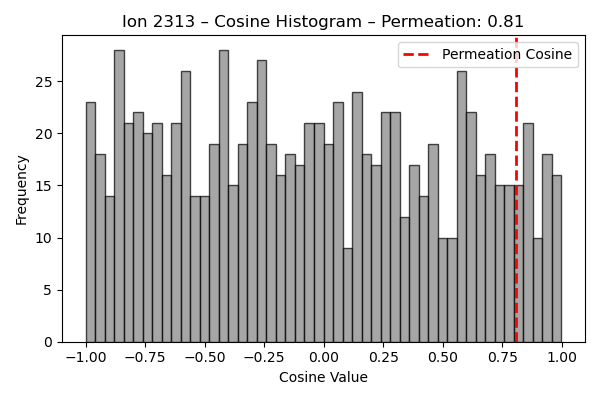 Ion 2313 – Cosine Histogram – Permeation: 0.81
Permeation Cosine
Frequency
25
20
15
10
5
0
−1.00 −0.75 −0.50 −0.25 0.00 0.25 0.50 0.75 1.00
Cosine Value